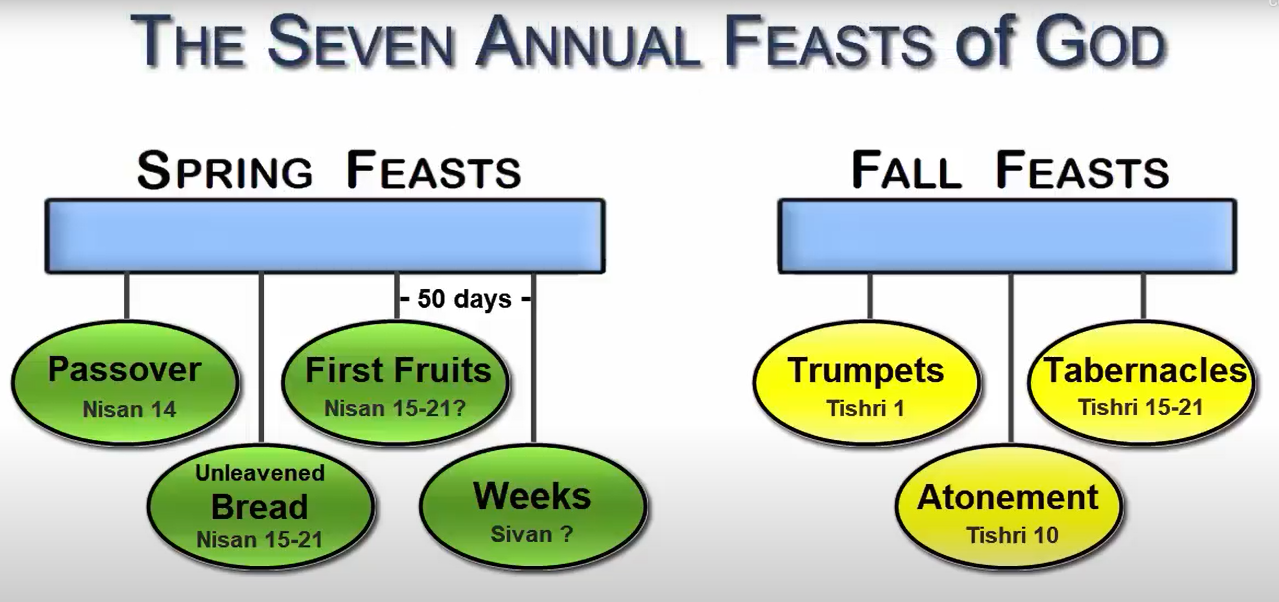 THE SEVEN ANNUAL FEASTS of GOD
SPRING FEASTS
FALL FEASTS
- 50 days -
Passover
Nisan 14
First Fruits
Nisan 15-21?
Trumpets
Tishri 1
Tabernacles
Tishri 15-21
Unleavened
Bread
Nisan 15-21
Weeks
Sivan ?
Atonement
Tishri 10